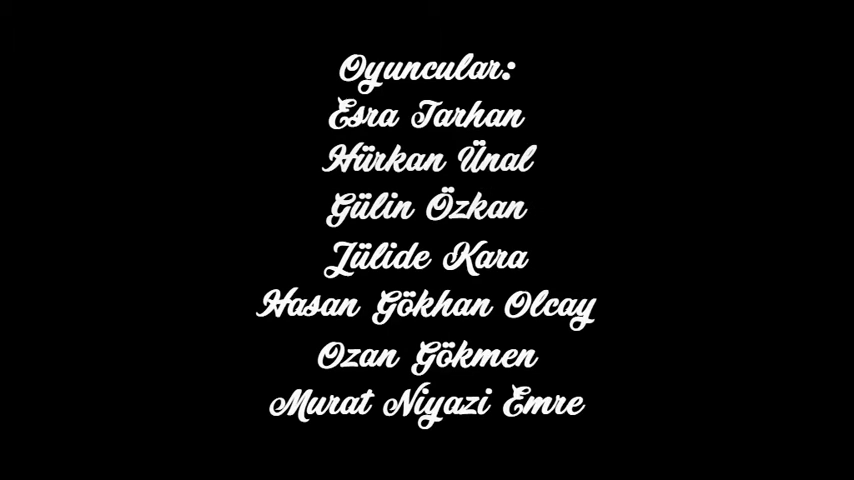 Oyuncular:
Esra Tarhan
Hürkan Ünal
Gülin Özkan
Jülide Kara
Hasan Gökhan Olcay
Ozan Gökmen
Murat Niyazi Emre